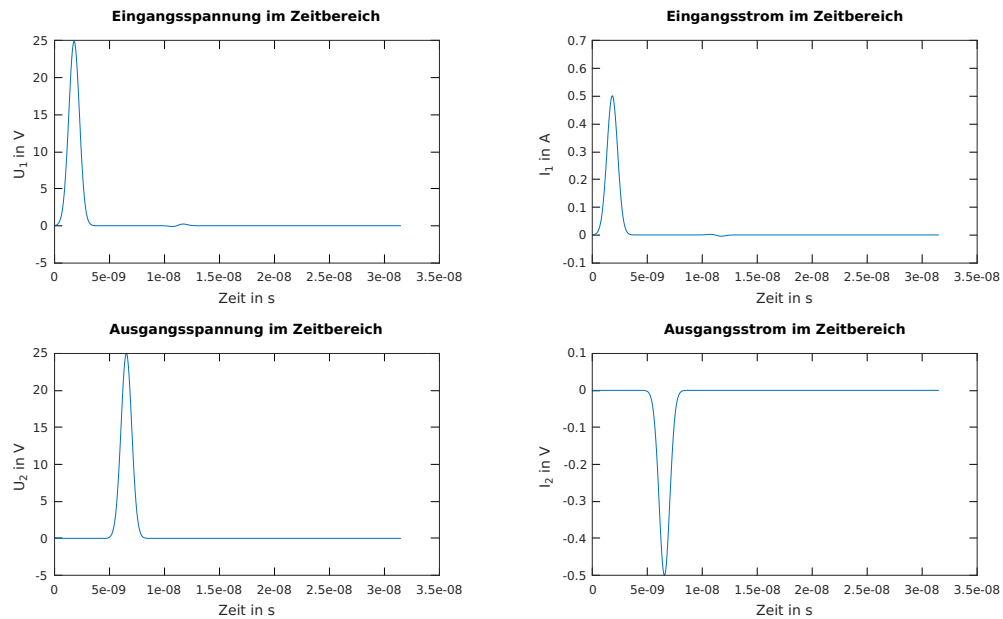 Eingangsspannung im Zeitbereich
25
20
15
10
5
0
-5
U1 in V
0 5e-09 1e-08 1.5e-08 2e-08 2.5e-08 3e-08 3.5e-08
Zeit in s
Eingangsstrom im Zeitbereich
0.7
0.6
0.5
0.4
0.3
0.2
0.1
0
-0.1
I1 in A
0 5e-09 1e-08 1.5e-08 2e-08 2.5e-08 3e-08 3.5e-08
Zeit in s
Ausgangsspannung im Zeitbereich
25
20
15
10
5
0
-5
U2 in V
0 5e-09 1e-08 1.5e-08 2e-08 2.5e-08 3e-08 3.5e-08
Zeit in s
Ausgangsstrom im Zeitbereich
0.1
0
-0.1
-0.2
-0.3
-0.4
-0.5
I2 in V
0 5e-09 1e-08 1.5e-08 2e-08 2.5e-08 3e-08 3.5e-08
Zeit in s